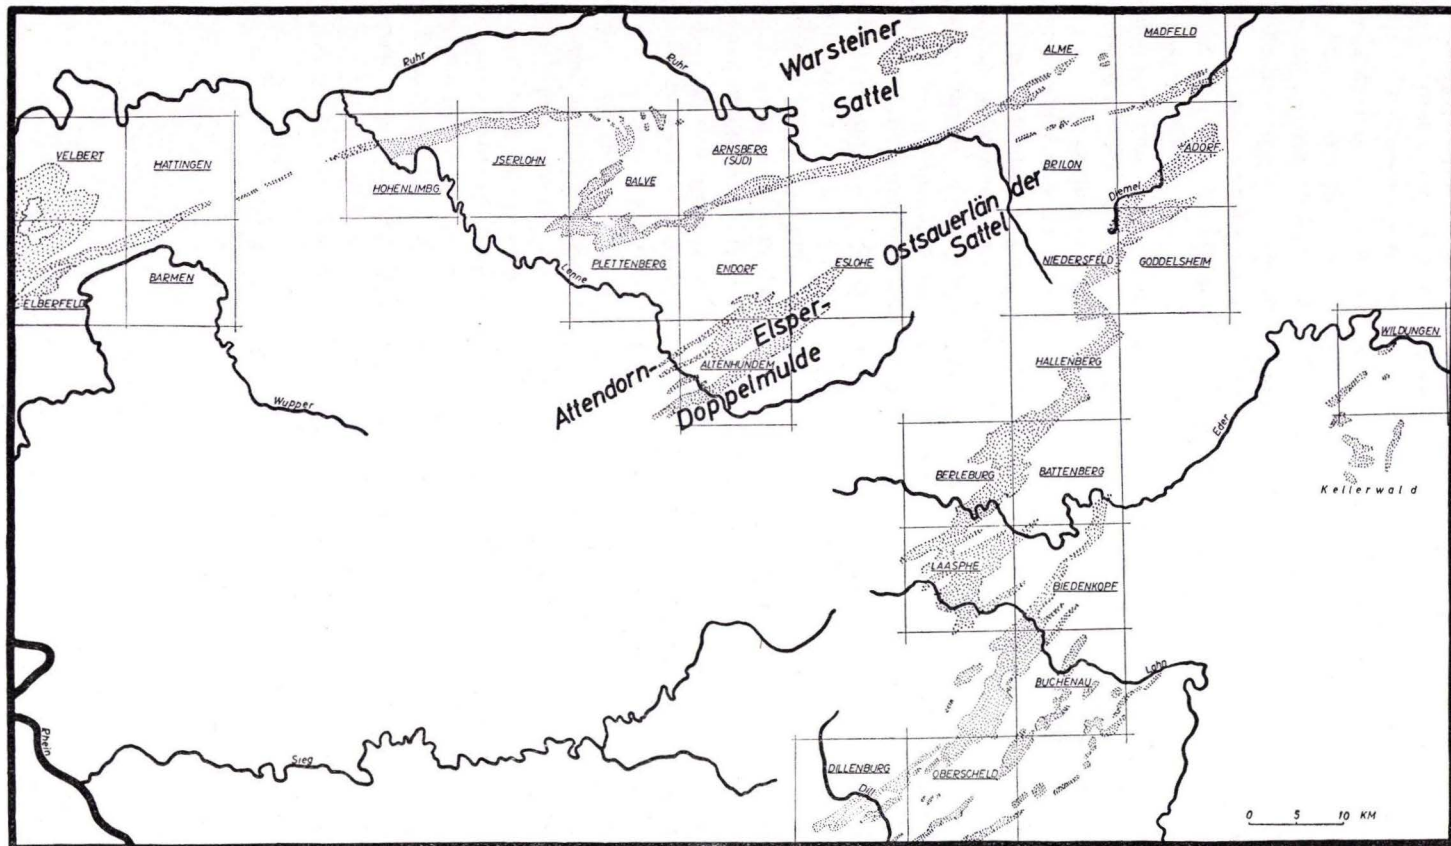 MADFELD
Warsteiner
Sattel
ALME
Ruhr
Ruhr
VELBERT
HATTINGEN
JSERLOHN
ARNSBERG
(SÜD)
ADORF
BRILON
HOHENLIMBG.
BALVE
Diemel
Ostsauerländer
Sattel
PLETTENBERG
ENDORF
ESLOHE
NIEDERSFELD
GODDELSHEIM
Lenne
BARMEN
ELBERFELD
Attendorn-
Elsper-
Doppelmulde
ALTENHUNDEM
HALLENBERG
WILDUNGEN
Wupper
Eder
BERLEBURG
BATTENBERG
Kellerwald
LAASPHE
BIEDENKOPF
Lahn
BUCHENAU
Rhein
Sieg
DILLENBURG
OBERSCHELD
Dill
0 5 10 KM